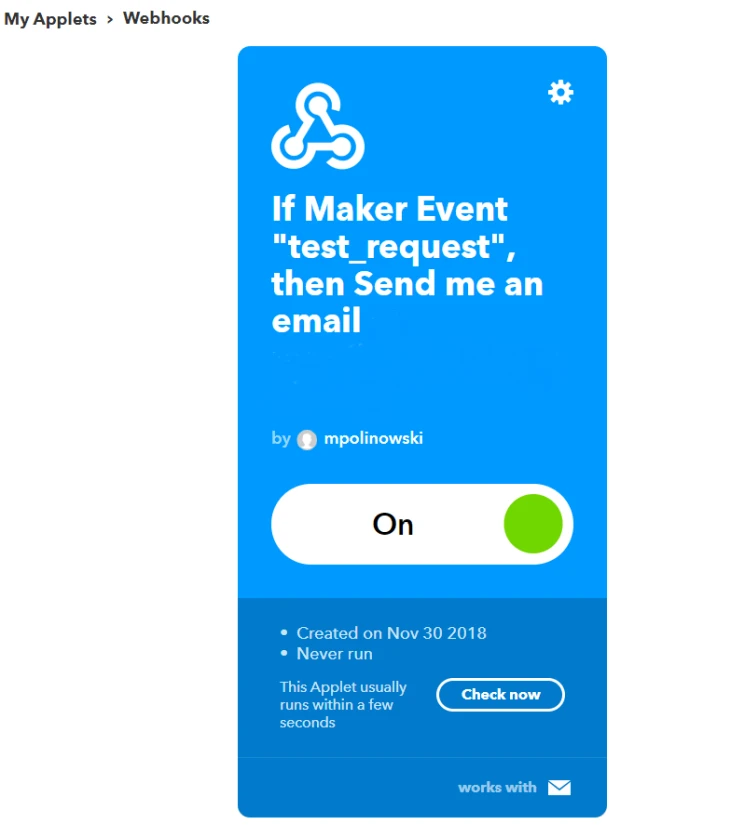 My Applets › Webhooks
If Maker Event
"test_request",
then Send me an
email
by mpolinowski
On
• Created on Nov 30 2018
• Never run
This Applet usually
runs within a few
seconds
Check now
works with